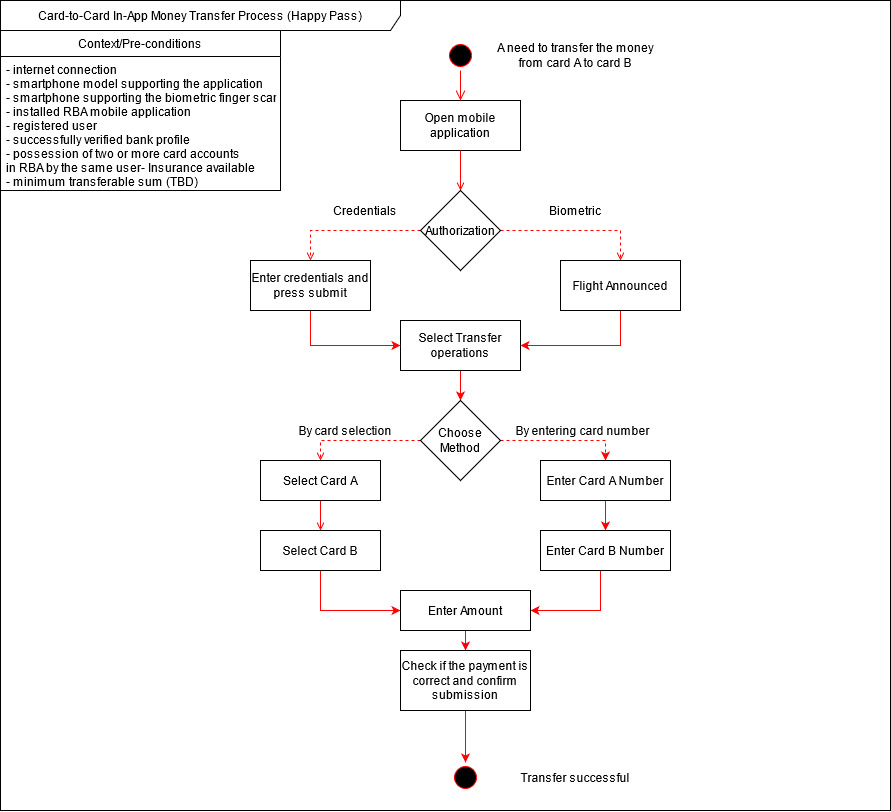 Card-to-Card In-App Money Transfer Process (Happy Pass)
Context/Pre-conditions
- internet connection
- smartphone model supporting the application
- smartphone supporting the biometric finger scan
- installed RBA mobile application
- registered user
- successfully verified bank profile
- possession of two or more card accounts
in RBA by the same user- Insurance available
- minimum transferable sum (TBD)
A need to transfer the money
from card A to card B
Open mobile
application
Credentials
Biometric
Authorization
Enter credentials and
press submit
Flight Announced
Select Transfer
operations
By card selection
By entering card number
Choose
Method
Select Card A
Enter Card A Number
Select Card B
Enter Card B Number
Enter Amount
Check if the payment is
correct and confirm
submission
Transfer successful